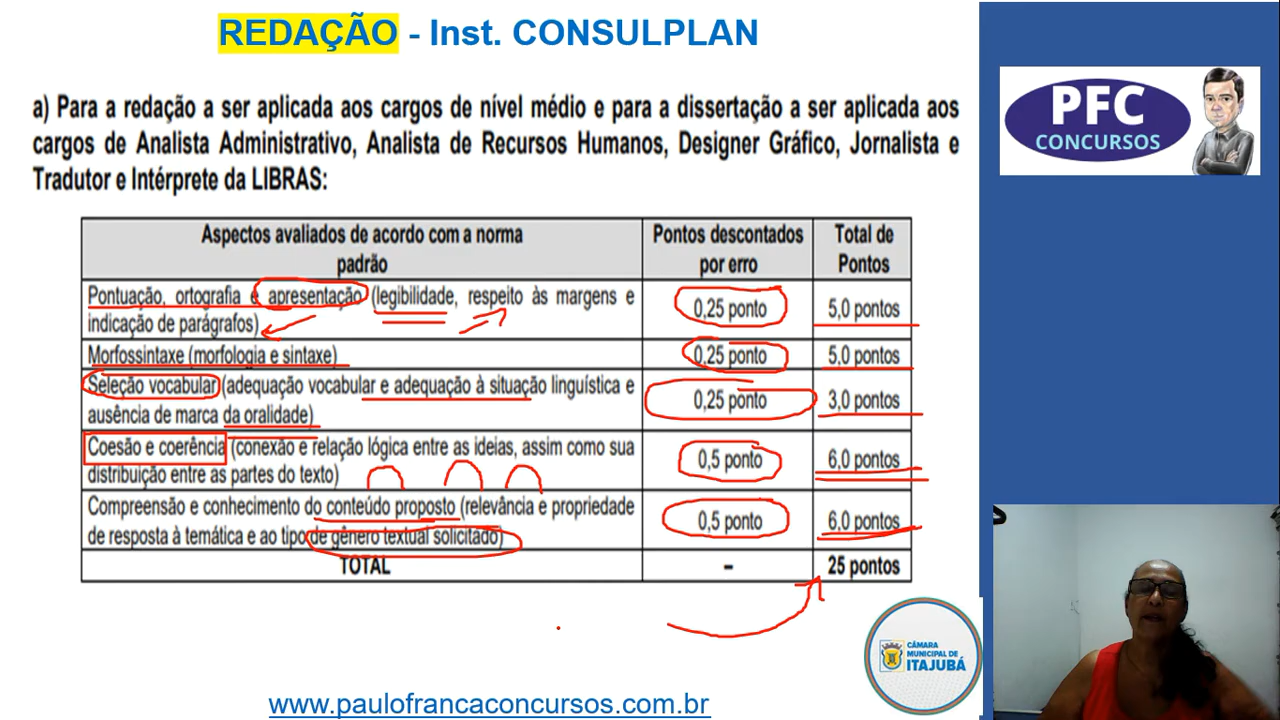 REDAÇÃO - Inst. CONSULPLAN
PFC
CONCURSOS
a) Para a redação a ser aplicada aos cargos de nível médio e para a dissertação a ser aplicada aos
cargos de Analista Administrativo, Analista de Recursos Humanos, Designer Gráfico, Jornalista e
Tradutor e Intérprete da LIBRAS:
Aspectos avaliados de acordo com a norma
padrão
Pontos descontados
por erro
Total de
Pontos
Pontuação, ortografia e apresentação (legibilidade, respeito às margens e
indicação de parágrafos)
0,25 ponto
5,0 pontos
Morfossintaxe (morfologia e sintaxe)
0,25 ponto
5,0 pontos
Seleção vocabular (adequação vocabular e adequação à situação linguística e
ausência de marca da oralidade)
0,25 ponto
3,0 pontos
Coesão e coerência (conexão e relação lógica entre as ideias, assim como sua
distribuição entre as partes do texto)
0,5 ponto
6,0 pontos
Compreensão e conhecimento do conteúdo proposto (relevância e propriedade
de resposta à temática e ao tipo de gênero textual solicitado)
0,5 ponto
6,0 pontos
TOTAL
–
25 pontos
CÂMARA
MUNICIPAL DE
ITAJUBÁ
www.paulofrancaconcursos.com.br